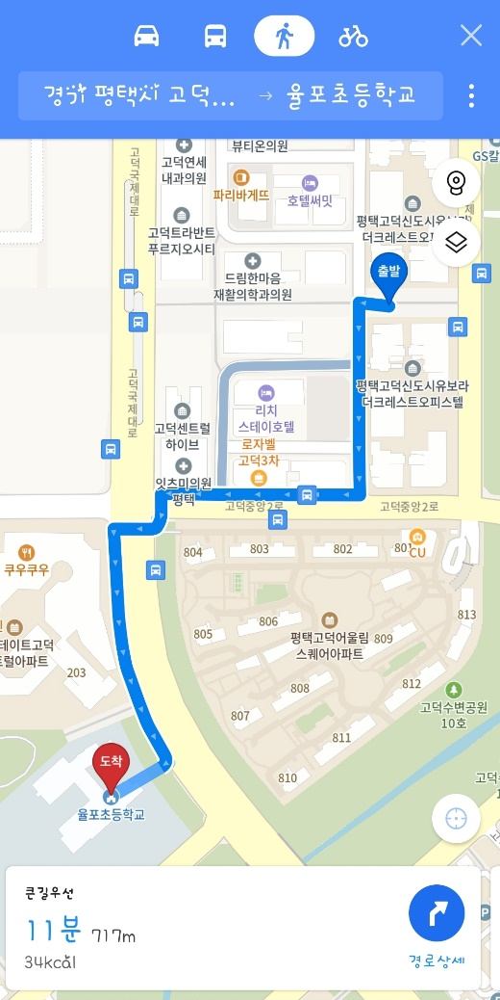 경기 평택시 고덕... → 율포초등학교
뷰티온의원
고덕연세
내과의원
파리바게뜨
호텔써밋
고덕국제대로
고덕트라반트
푸르지오시티
평택고덕신도시유보라
더크레스트오피
드림한마음
재활의학과의원
출발
고덕국제대로
평택고덕신도시유보라
더크레스트오피스텔
리치
스테이호텔
고덕센트럴
하이브
로자벨
고덕3차
잇츠미의원
평택
고덕중앙2로
고덕중앙2로
804
803
802
801
CU
쿠우쿠우
805
806
평택고덕어울림
스퀘어아파트
809
813
테이트고덕
트럴아파트
203
808
812
807
고덕수변공원
10호
811
810
도착
율포초등학교
큰길우선
11분 717m
34kcal
경로상세